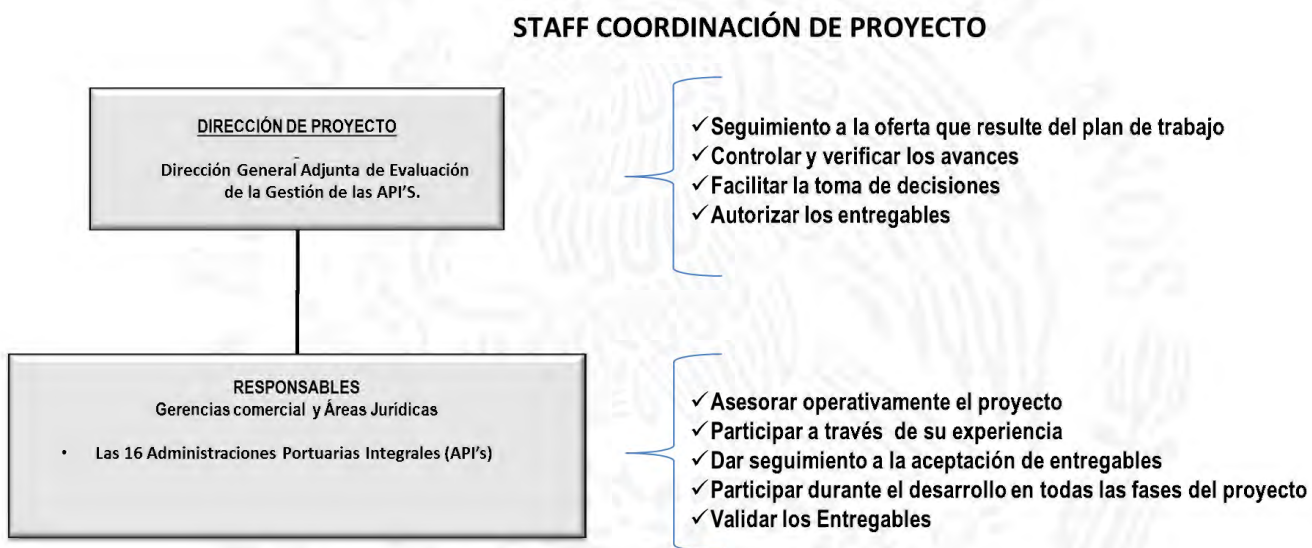 STAFF COORDINACIÓN DE PROYECTO
DIRECCIÓN DE PROYECTO
Dirección General Adjunta de Evaluación
de la Gestión de las API'S.
✓Seguimiento a la oferta que resulte del plan de trabajo
✓Controlar y verificar los avances
✓Facilitar la toma de decisiones
✓Autorizar los entregables
RESPONSABLES
Gerencias comercial y Áreas Jurídicas
• Las 16 Administraciones Portuarias Integrales (API's)
✓Asesorar operativamente el proyecto
✓Participar a través de su experiencia
✓Dar seguimiento a la aceptación de entregables
✓Participar durante el desarrollo en todas las fases del proyecto
✓Validar los Entregables